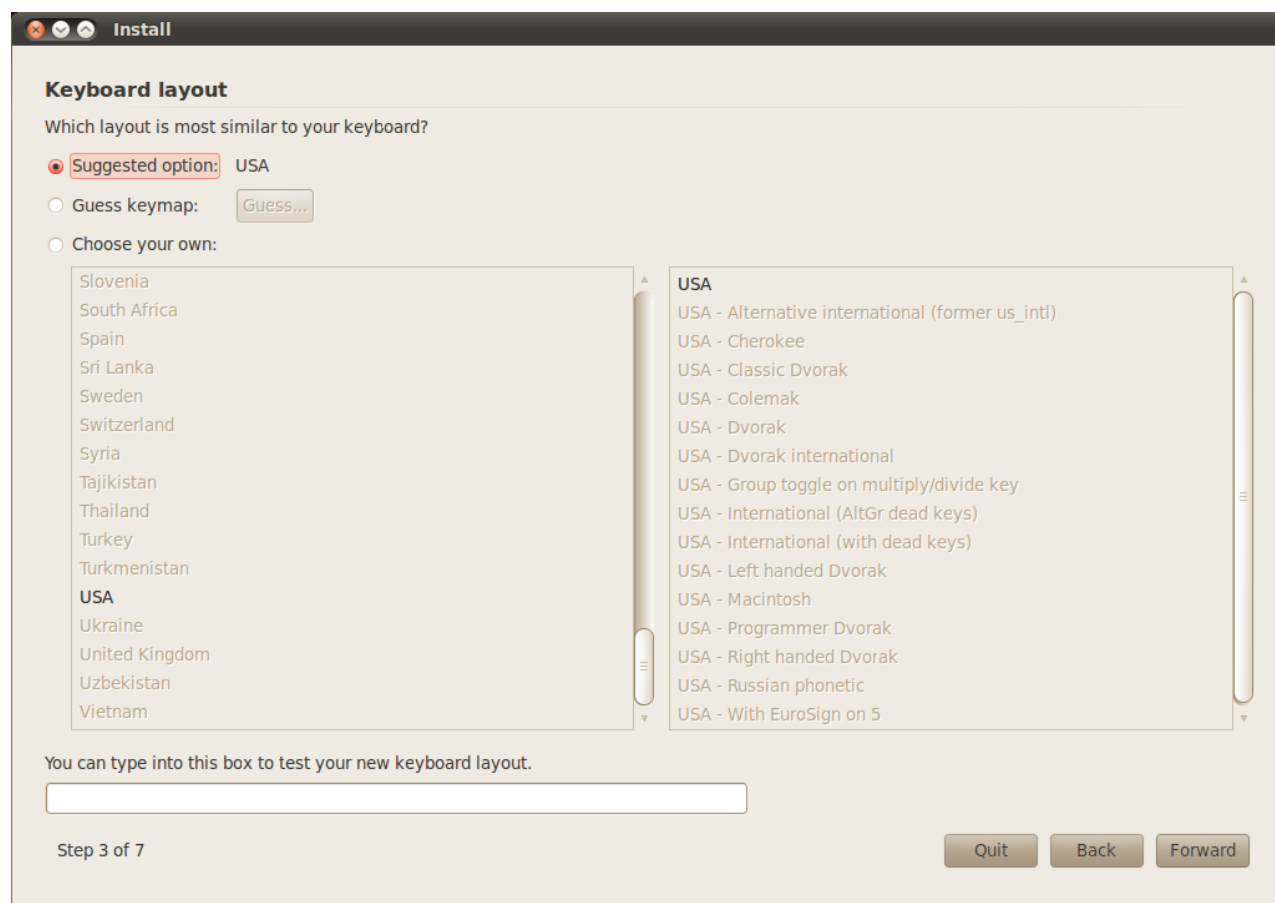 Install
Keyboard layout
Which layout is most similar to your keyboard?
Suggested option: USA
Guess keymap: Guess...
Choose your own:
Slovenia
South Africa
Spain
Sri Lanka
Sweden
Switzerland
Syria
Tajikistan
Thailand
Turkey
Turkmenistan
USA
Ukraine
United Kingdom
Uzbekistan
Vietnam
USA
USA - Alternative international (former us_intl)
USA - Cherokee
USA - Classic Dvorak
USA - Colemak
USA - Dvorak
USA - Dvorak international
USA - Group toggle on multiply/divide key
USA - International (AltGr dead keys)
USA - International (with dead keys)
USA - Left handed Dvorak
USA - Macintosh
USA - Programmer Dvorak
USA - Right handed Dvorak
USA - Russian phonetic
USA - With EuroSign on 5
You can type into this box to test your new keyboard layout.
Step 3 of 7
Quit Back Forward